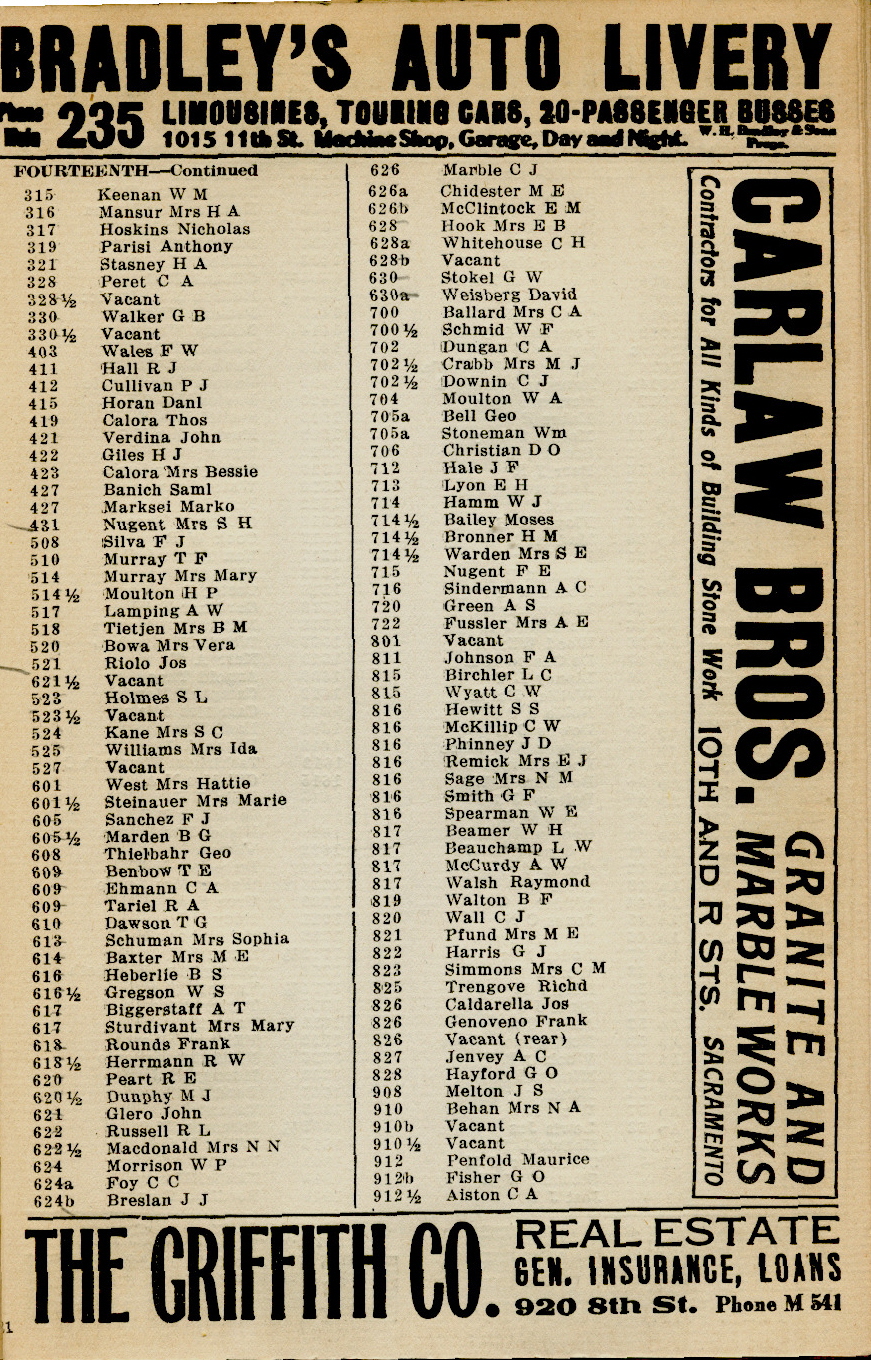 BRADLEY'S AUTO LIVERY
Phone Main 235
LIMOUSINES, TOURING CARS, 20-PASSENGER BUSSES
1015 11th St. Machine Shop, Garage, Day and Night. W. H. Bradley & Sons Props.
FOURTEENTH—Continued
315 Keenan W M
316 Mansur Mrs H A
317 Hoskins Nicholas
319 Parisi Anthony
321 Stasney H A
328 Peret C A
328½ Vacant
330 Walker G B
330½ Vacant
403 Wales F W
411 Hall R J
412 Cullivan P J
415 Horan Danl
419 Calora Thos
421 Verdina John
422 Giles H J
423 Calora Mrs Bessie
427 Banich Saml
427 Marksei Marko
431 Nugent Mrs S H
508 Silva F J
510 Murray T F
514 Murray Mrs Mary
514½ Moulton H P
517 Lamping A W
518 Tietjen Mrs B M
520 Bowa Mrs Vera
521 Riolo Jos
621½ Vacant
523 Holmes S L
523½ Vacant
524 Kane Mrs S C
525 Williams Mrs Ida
527 Vacant
601 West Mrs Hattie
601½ Steinauer Mrs Marie
605 Sanchez F J
605½ Marden B G
608 Thielbahr Geo
609 Benbow T E
609 Ehmann C A
609 Tariel R A
610 Dawson T G
613 Schuman Mrs Sophia
614 Baxter Mrs M E
616 Heberlie B S
616½ Gregson W S
617 Biggerstaff A T
617 Sturdivant Mrs Mary
618 Rounds Frank
618½ Herrmann R W
620 Peart R E
620½ Dunphy M J
621 Glero John
622 Russell R L
622½ Macdonald Mrs N N
624 Morrison W P
624a Foy C C
624b Breslan J J
626 Marble C J
626a Chidester M E
626b McClintock E M
628 Hook Mrs E B
628a Whitehouse C H
628b Vacant
630 Stokel G W
630a Weisberg David
700 Ballard Mrs C A
700½ Schmid W F
702 Dungan C A
702½ Crabb Mrs M J
702½ Downin C J
704 Moulton W A
705a Bell Geo
705a Stoneman Wm
706 Christian D O
712 Hale J F
713 Lyon E H
714 Hamm W J
714½ Bailey Moses
714½ Bronner H M
714½ Warden Mrs S E
715 Nugent F E
716 Sindermann A C
720 Green A S
722 Fussler Mrs A E
801 Vacant
811 Johnson F A
815 Birchler L C
815 Wyatt C W
816 Hewitt S S
816 McKillip C W
816 Phinney J D
816 Remick Mrs E J
816 Sage Mrs N M
816 Smith G F
816 Spearman W E
817 Beamer W H
817 Beauchamp L W
817 McCurdy A W
817 Walsh Raymond
819 Walton B F
820 Wall C J
821 Pfund Mrs M E
822 Harris G J
823 Simmons Mrs C M
825 Trengove Richd
826 Caldarella Jos
826 Genoveno Frank
826 Vacant (rear)
827 Jenvey A C
828 Hayford G O
908 Melton J S
910 Behan Mrs N A
910b Vacant
910½ Vacant
912 Penfold Maurice
912b Fisher G O
912½ Aiston C A
CARLAW BROS. GRANITE AND
MARBLE WORKS
Contractors for All Kinds of Building Stone Work 10TH AND R STS. SACRAMENTO
THE GRIFFITH CO.
REAL ESTATE
GEN. INSURANCE, LOANS
920 8th St. Phone M 541